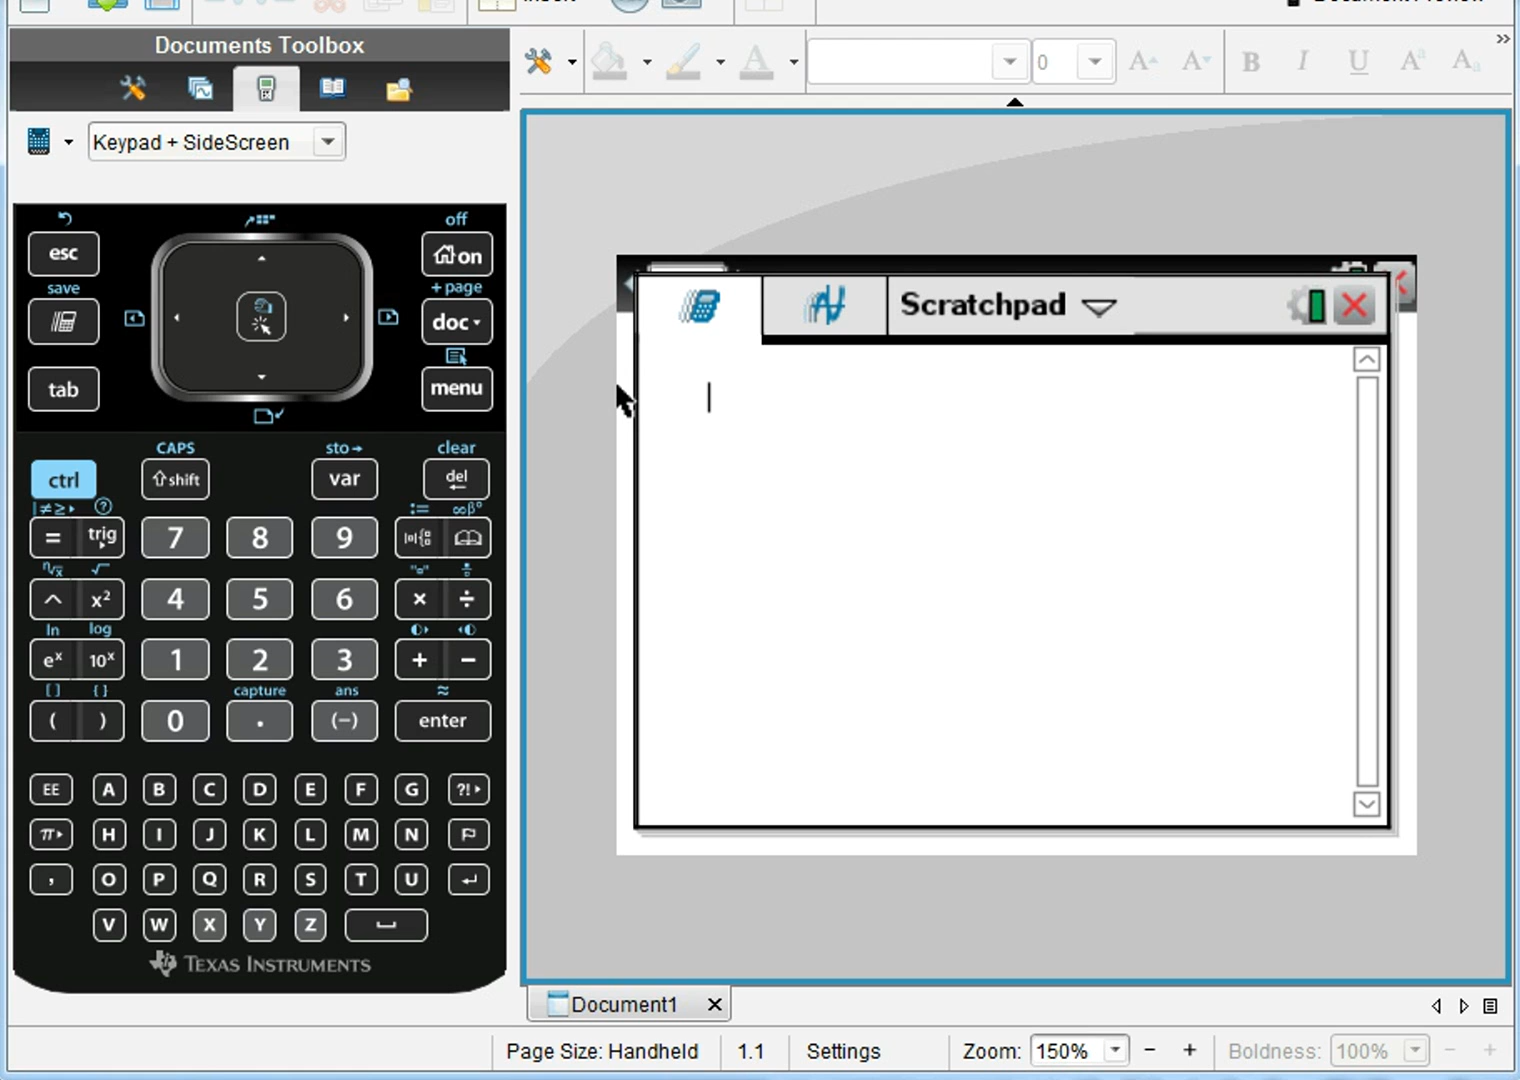 Documents Toolbox
0
B I U A^a A_a
»
Keypad + SideScreen
off
esc
on
save
+ page
doc
tab
menu
CAPS
sto→
clear
ctrl
shift
var
del
|≠≥▸
?
:=
∞β°
=
trig
7
8
9
|□|{
ⁿ√x
√
"□"
^
x²
4
5
6
×
÷
ln
log
eˣ
10ˣ
1
2
3
+
−
[ ]
{ }
capture
ans
≈
(
)
0
.
(−)
enter
EE
A
B
C
D
E
F
G
?!▸
π▸
H
I
J
K
L
M
N
,
O
P
Q
R
S
T
U
V
W
X
Y
Z
TEXAS INSTRUMENTS
Scratchpad
Document1
Page Size: Handheld
1.1
Settings
Zoom: 150% − +
Boldness: 100% − +